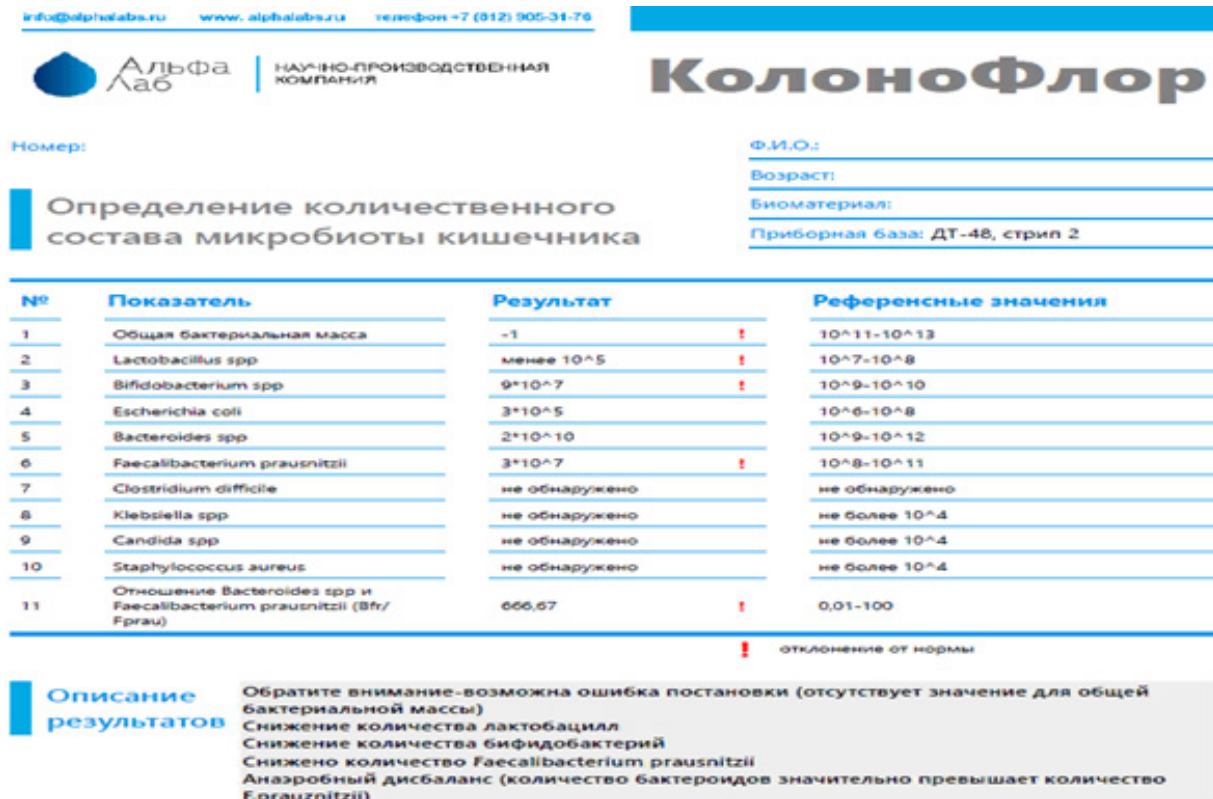 info@alphalabs.ru www. alphalabs.ru телефон +7 (812) 905-31-76
Альфа Лаб НАУЧНО-ПРОИЗВОДСТВЕННАЯ КОМПАНИЯ
КолоноФлор
Номер:
Ф.И.О.:
Возраст:
Биоматериал:
Приборная база: ДТ-48, стрип 2
Определение количественного
состава микробиоты кишечника
№ Показатель Результат Референсные значения
1 Общая бактериальная масса -1 ! 10^11-10^13
2 Lactobacillus spp менее 10^5 ! 10^7-10^8
3 Bifidobacterium spp 9*10^7 ! 10^9-10^10
4 Escherichia coli 3*10^5 10^6-10^8
5 Bacteroides spp 2*10^10 10^9-10^12
6 Faecalibacterium prausnitzii 3*10^7 ! 10^8-10^11
7 Clostridium difficile не обнаружено не обнаружено
8 Klebsiella spp не обнаружено не более 10^4
9 Candida spp не обнаружено не более 10^4
10 Staphylococcus aureus не обнаружено не более 10^4
Отношение Bacteroides spp и
11 Faecalibacterium prausnitzii (Bfr/ 666,67 ! 0,01-100
Fprau)
! отклонение от нормы
Описание результатов
Обратите внимание-возможна ошибка постановки (отсутствует значение для общей
бактериальной массы)
Снижение количества лактобацилл
Снижение количества бифидобактерий
Снижено количество Faecalibacterium prausnitzii
Анаэробный дисбаланс (количество бактероидов значительно превышает количество
F.prauznitzii)